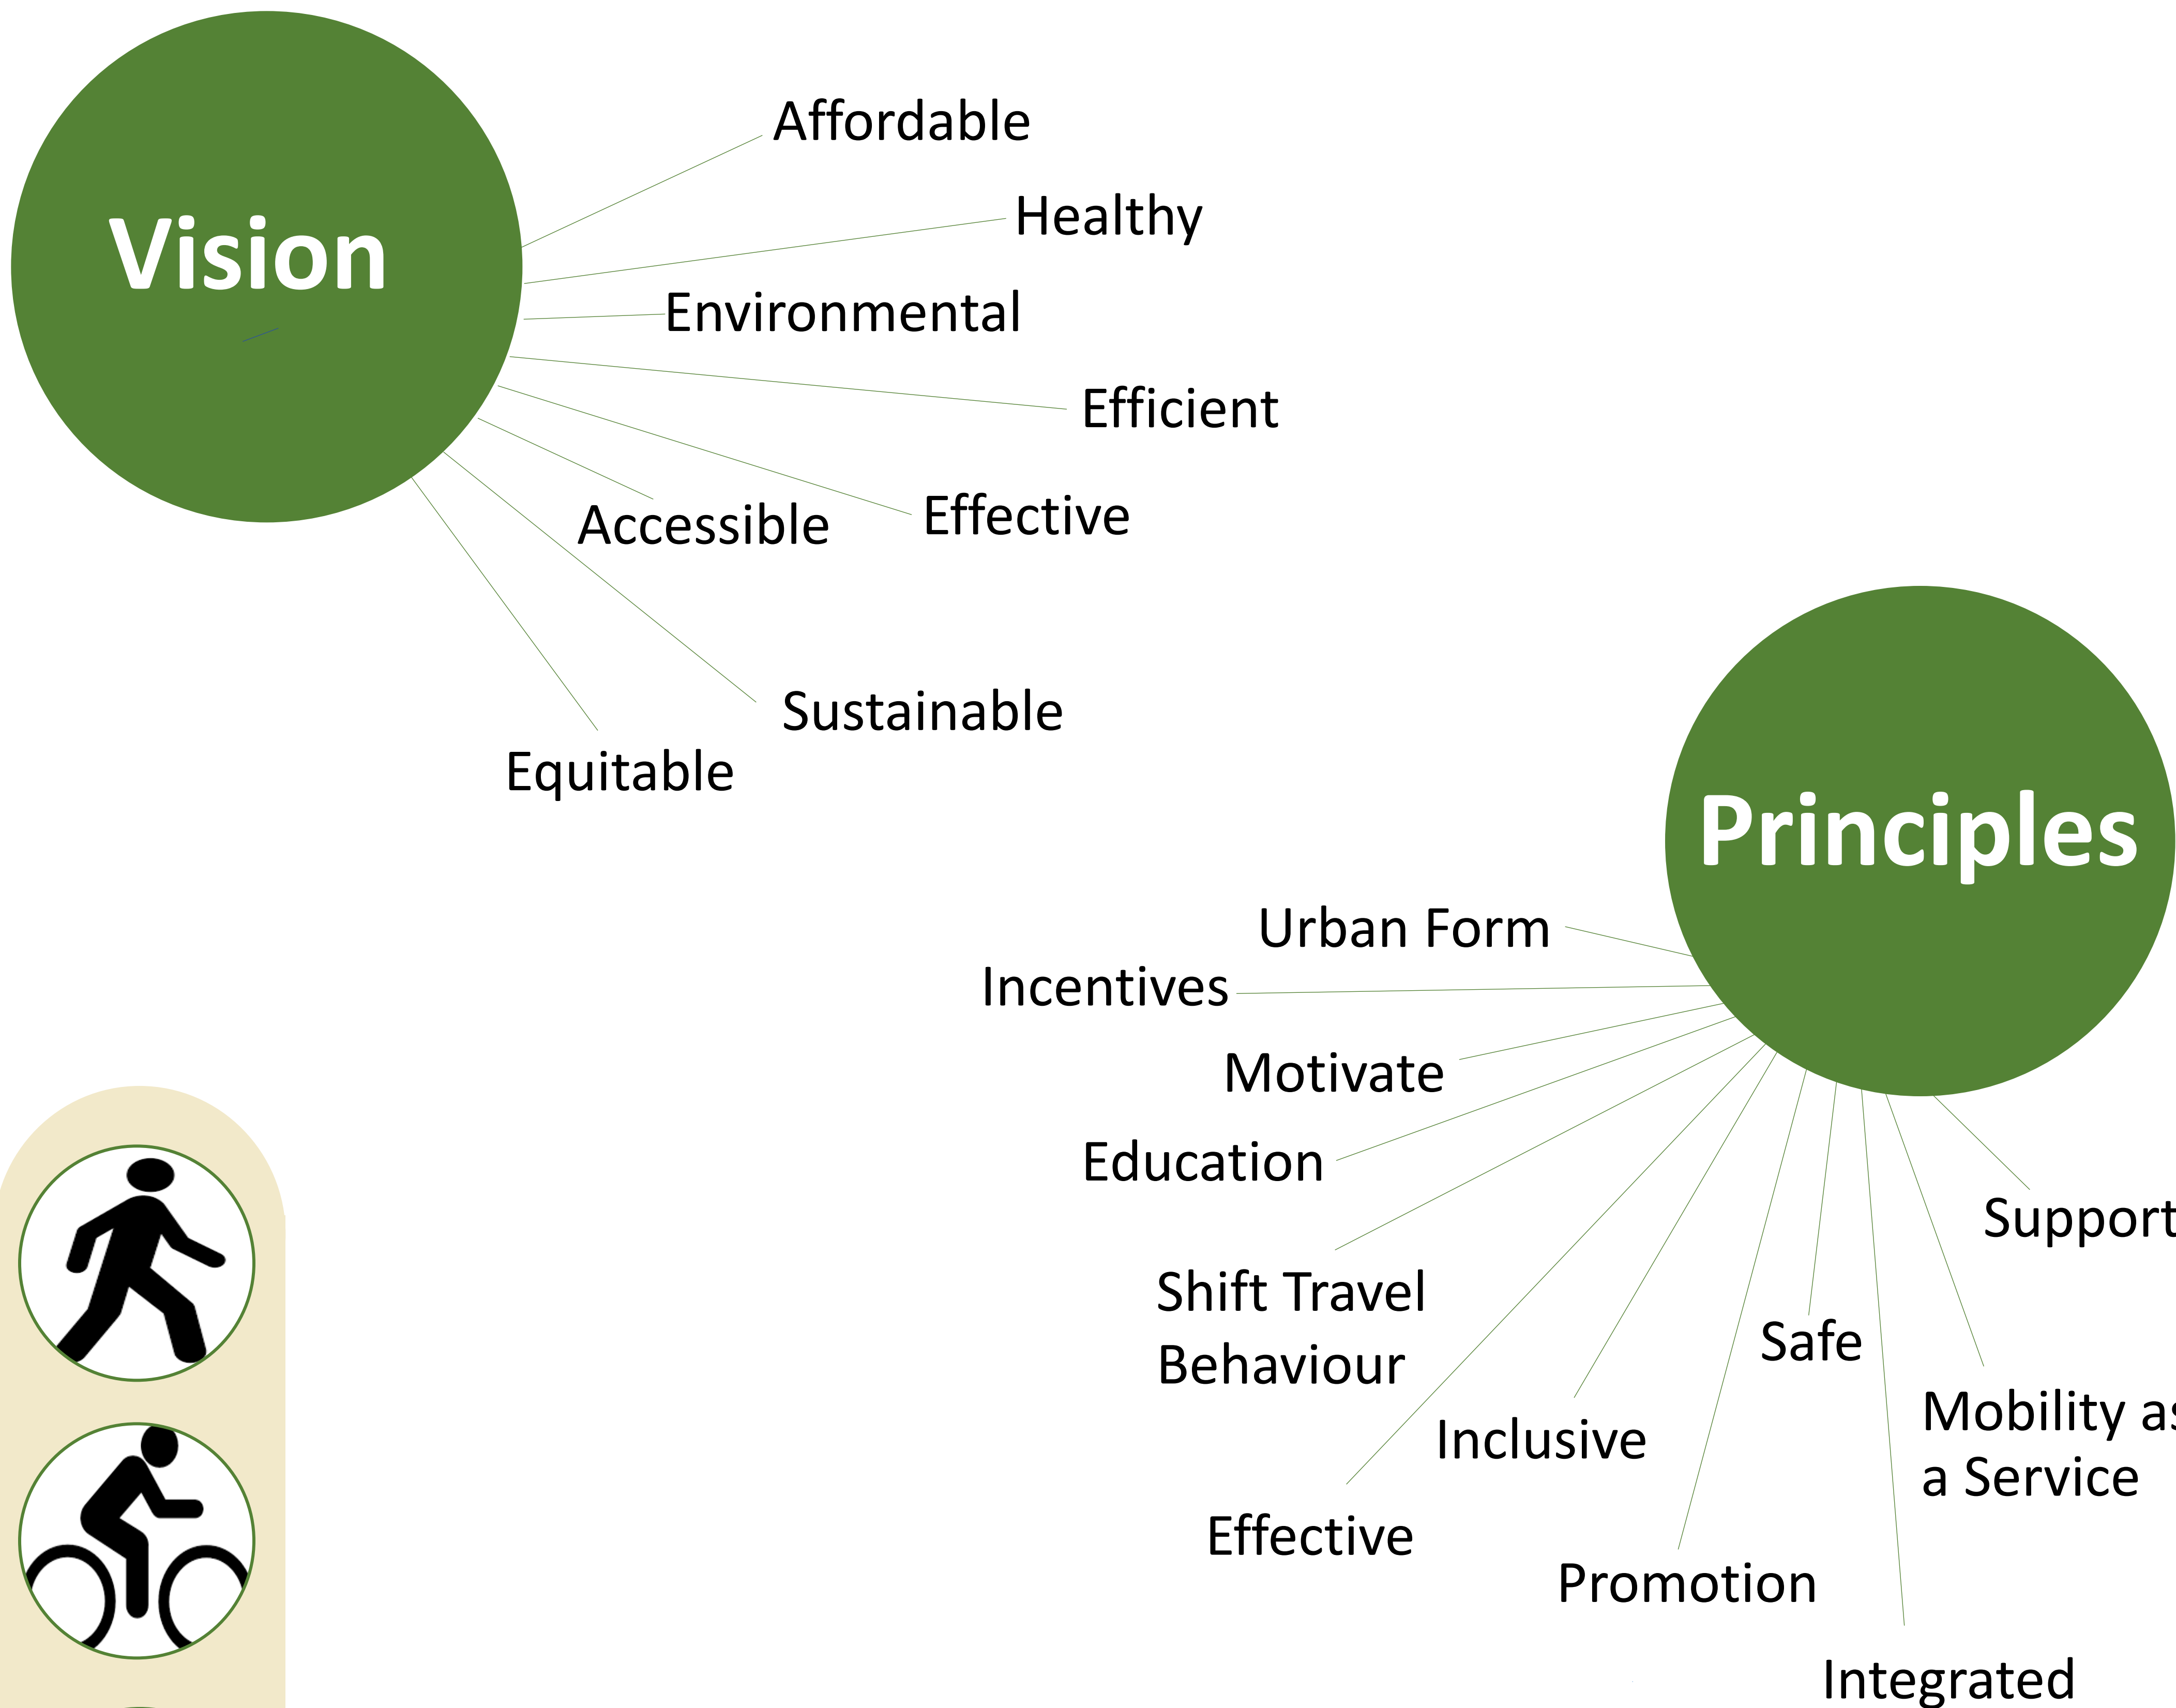 Vision
Affordable
Healthy
Environmental
Efficient
Effective
Accessible
Sustainable
Equitable
Principles
Urban Form
Incentives
Motivate
Education
Shift Travel
Behaviour
Effective
Inclusive
Promotion
Safe
Integrated
Mobility as
a Service
Support